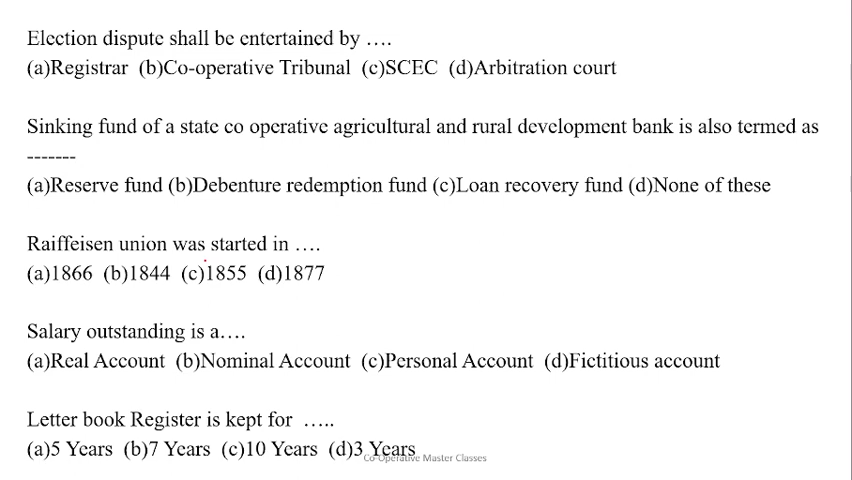 Election dispute shall be entertained by ….
(a)Registrar (b)Co-operative Tribunal (c)SCEC (d)Arbitration court
Sinking fund of a state co operative agricultural and rural development bank is also termed as
-------
(a)Reserve fund (b)Debenture redemption fund (c)Loan recovery fund (d)None of these
Raiffeisen union was started in ….
(a)1866 (b)1844 (c)1855 (d)1877
Salary outstanding is a….
(a)Real Account (b)Nominal Account (c)Personal Account (d)Fictitious account
Letter book Register is kept for …..
(a)5 Years (b)7 Years (c)10 Years (d)3 Years
Co-Operative Master Classes